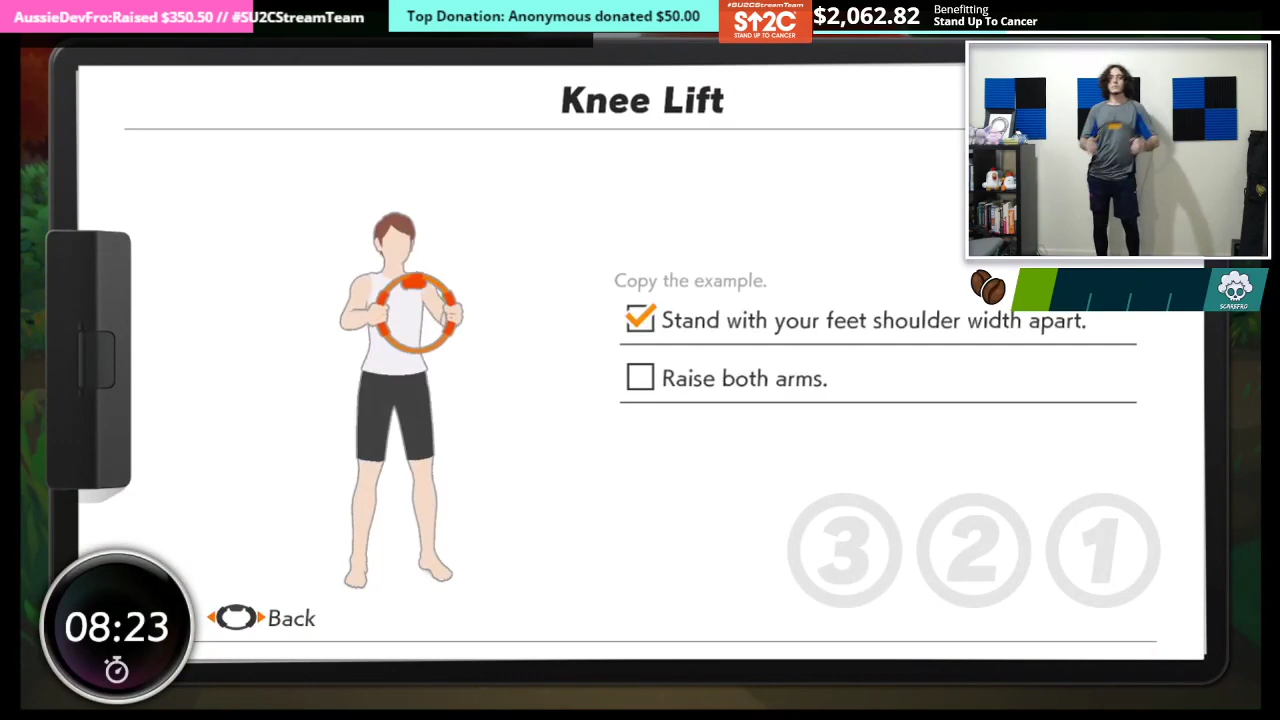 AussieDevFro:Raised $350.50 // #SU2CStreamTeam
Top Donation: Anonymous donated $50.00
#SU2CStreamTeam
S↑2C
STAND UP TO CANCER
$2,062.82
Benefitting
Stand Up To Cancer
Knee Lift
Copy the example.
Stand with your feet shoulder width apart.
Raise both arms.
SCARSFRO
3 2 1
08:23
Back